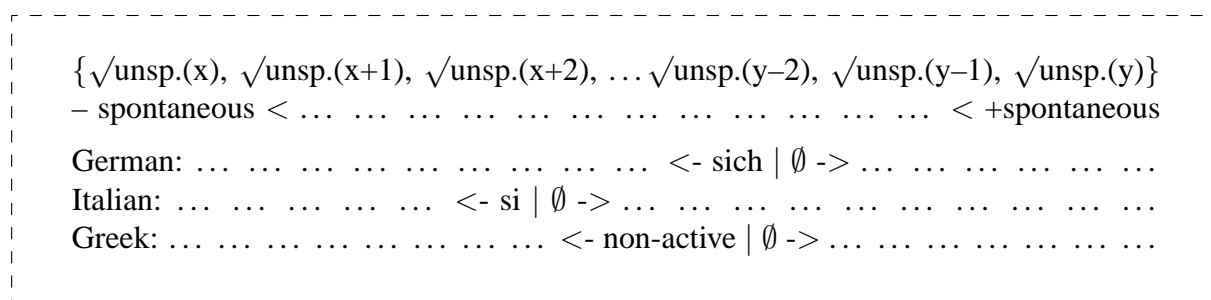 {√unsp.(x), √unsp.(x+1), √unsp.(x+2), …√unsp.(y–2), √unsp.(y–1), √unsp.(y)}
– spontaneous < … … … … … … … … … … … … < +spontaneous
German: … … … … … … … … … <- sich | ∅ -> … … … … … …
Italian: … … … … … <- si | ∅ -> … … … … … … … … … …
Greek: … … … … … … … … <- non-active | ∅ -> … … … … … … …